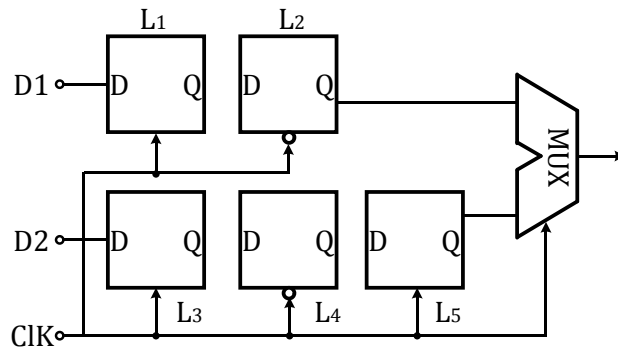 L1 L2
D1 D Q D Q
MUX
D2 D Q D Q D Q
ClK L3 L4 L5